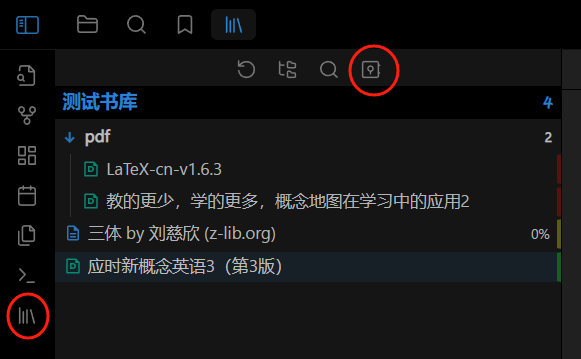 测试书库 4
pdf 2
LaTeX-cn-v1.6.3
教的更少，学的更多，概念地图在学习中的应用2
三体 by 刘慈欣 (z-lib.org) 0%
应时新概念英语3（第3版）